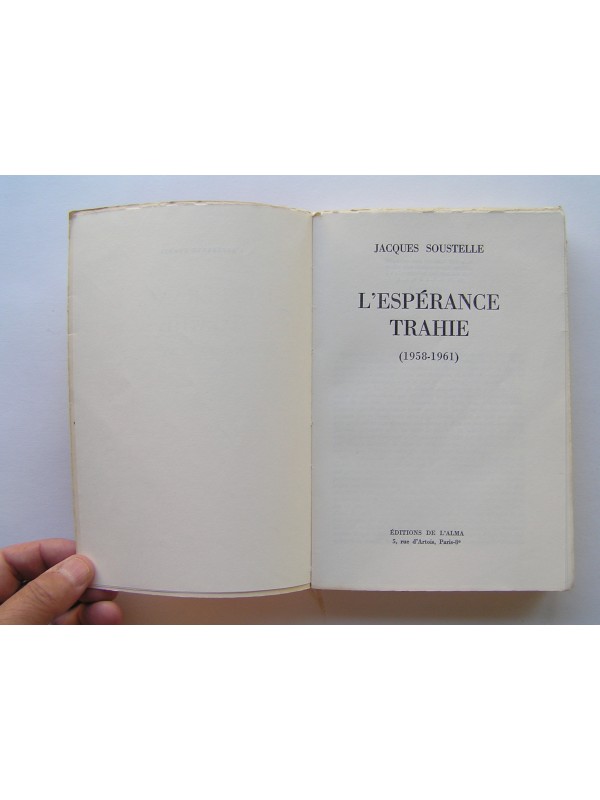 JACQUES SOUSTELLE
L'ESPÉRANCE
TRAHIE
(1958-1961)
ÉDITIONS DE L'ALMA
5, rue d'Artois, Paris-8ᵉ